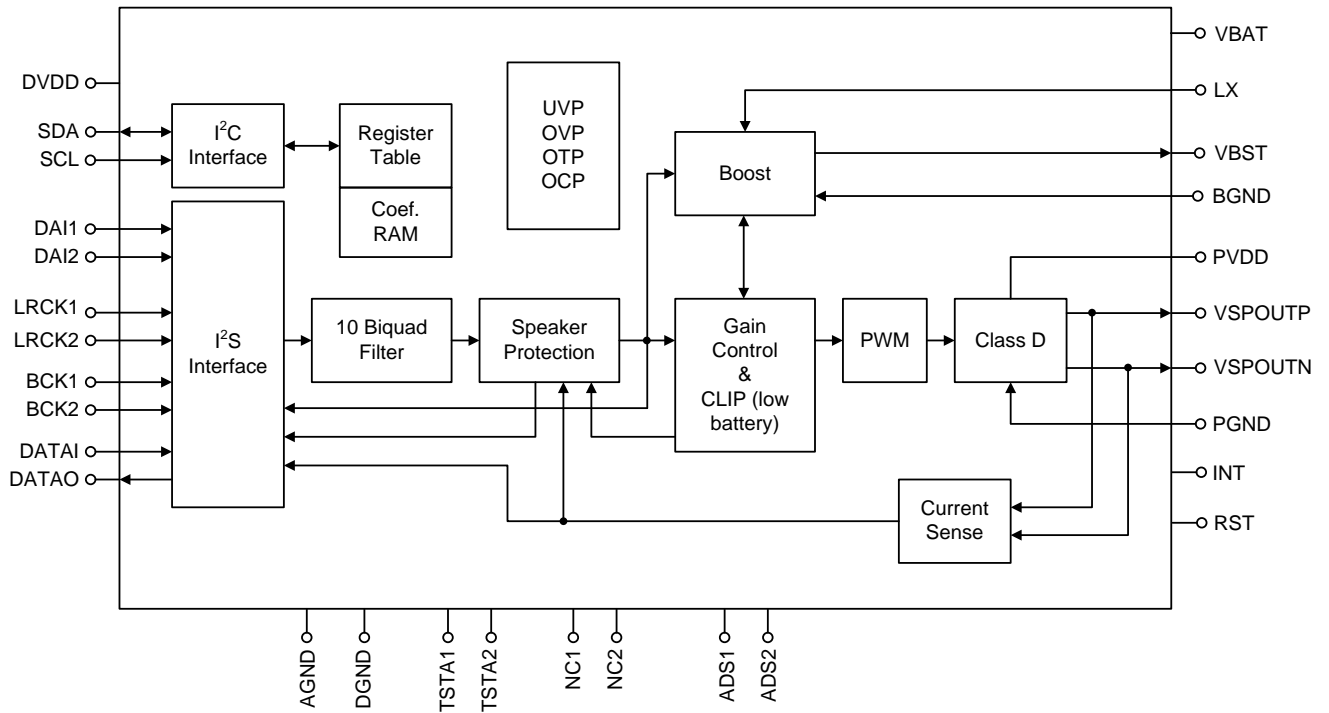 DVDD
SDA
SCL
DAI1
DAI2
LRCK1
LRCK2
BCK1
BCK2
DATAI
DATAO
I²C
Interface
Register
Table
Coef.
RAM
UVP
OVP
OTP
OCP
Boost
I²S
Interface
10 Biquad
Filter
Speaker
Protection
Gain
Control
&
CLIP (low
battery)
PWM
Class D
Current
Sense
VBAT
LX
VBST
BGND
PVDD
VSPOUTP
VSPOUTN
PGND
INT
RST
AGND
DGND
TSTA1
TSTA2
NC1
NC2
ADS1
ADS2